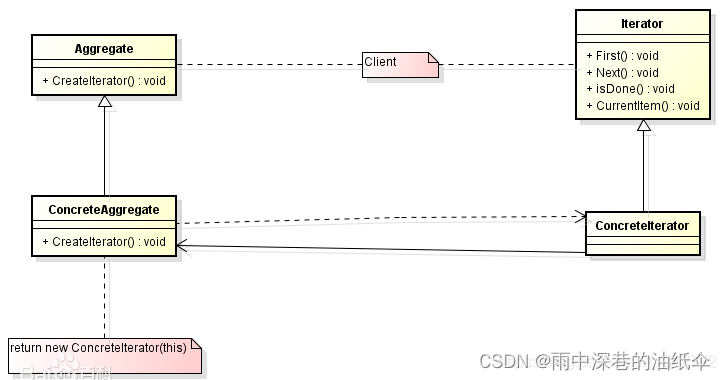 Aggregate
+ CreateIterator() : void
Client
Iterator
+ First() : void
+ Next() : void
+ isDone() : void
+ CurrentItem() : void
ConcreteAggregate
+ CreateIterator() : void
ConcreteIterator
return new ConcreteIterator(this)
CSDN @雨中深巷的油纸伞